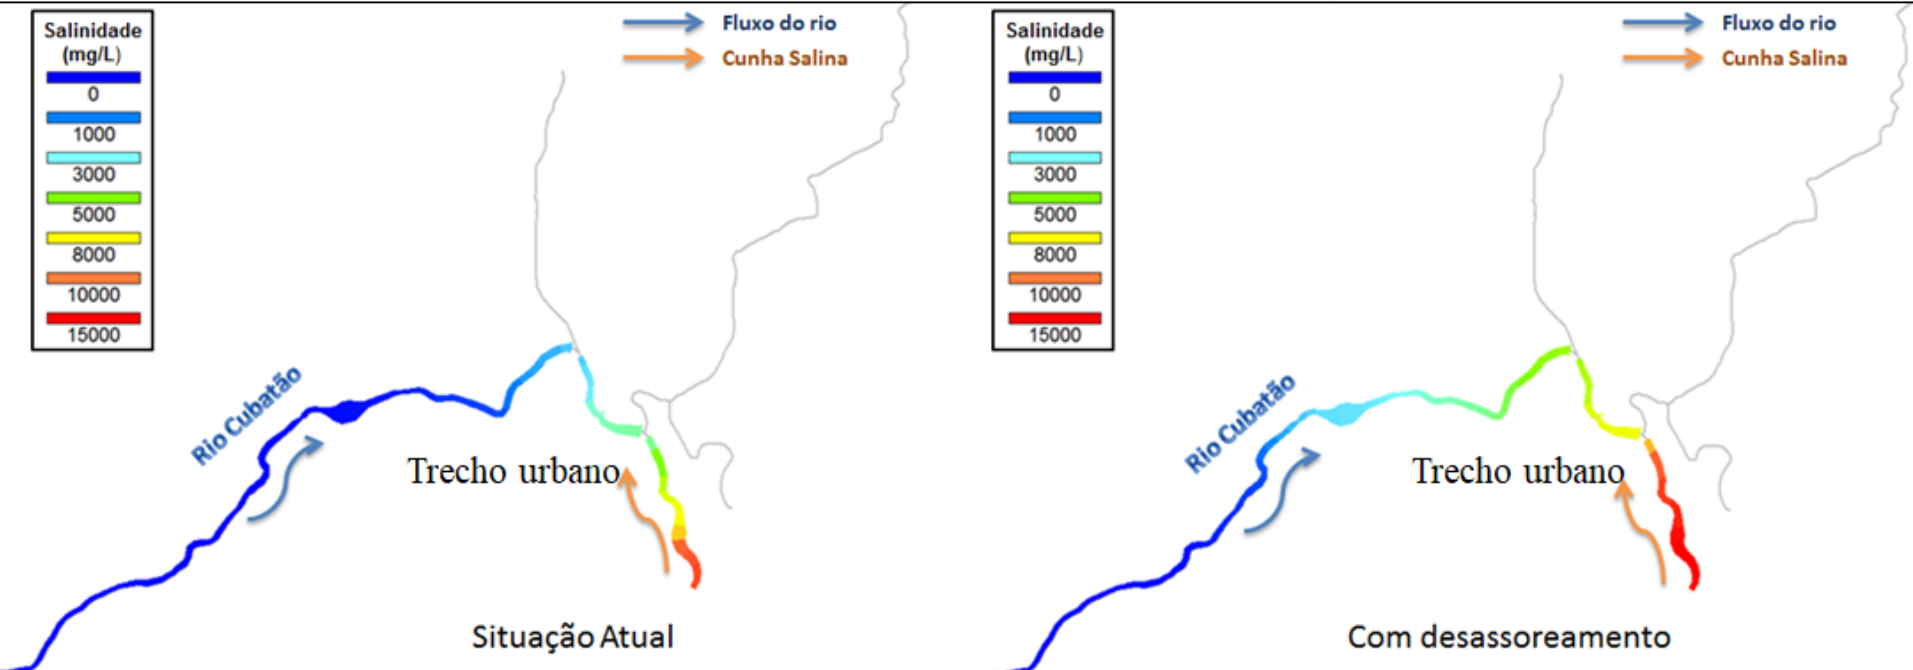 Salinidade
(mg/L)
0
1000
3000
5000
8000
10000
15000
Fluxo do rio
Cunha Salina
Rio Cubatão
Trecho urbano
Situação Atual
Salinidade
(mg/L)
0
1000
3000
5000
8000
10000
15000
Fluxo do rio
Cunha Salina
Rio Cubatão
Trecho urbano
Com desassoreamento